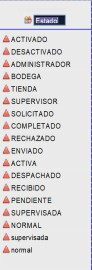 Estado
ACTIVADO
DESACTIVADO
ADMINISTRADOR
BODEGA
TIENDA
SUPERVISOR
SOLICITADO
COMPLETADO
RECHAZADO
ENVIADO
ACTIVA
DESPACHADO
RECIBIDO
PENDIENTE
SUPERVISADA
NORMAL
supervisada
normal